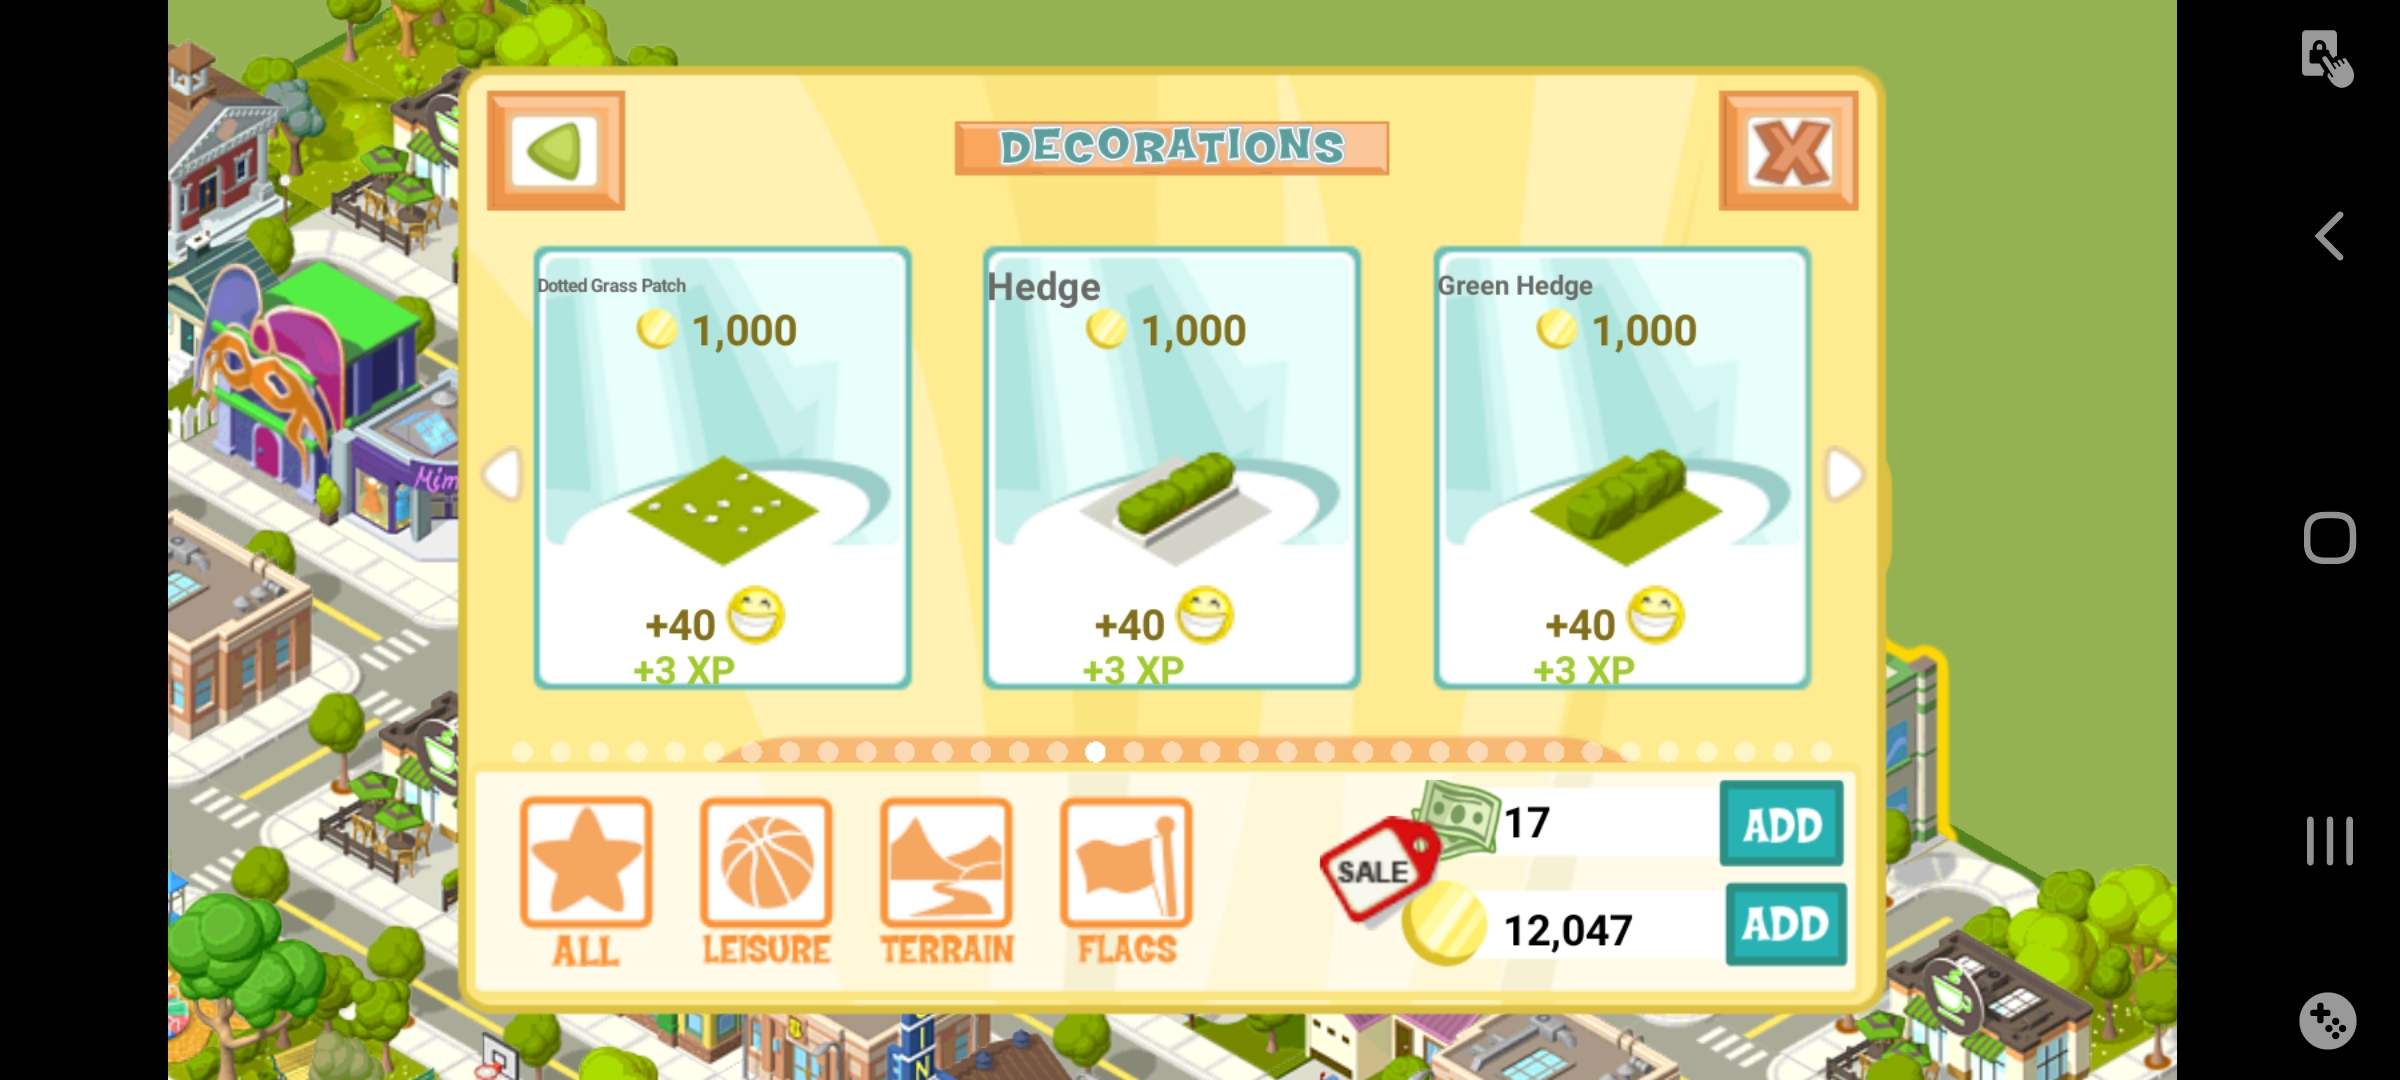 DECORATIONS
Dotted Grass Patch
1,000
+40
+3 XP
Hedge
1,000
+40
+3 XP
Green Hedge
1,000
+40
+3 XP
Mim
ALL
LEISURE
TERRAIN
FLAGS
SALE
17
ADD
12,047
ADD